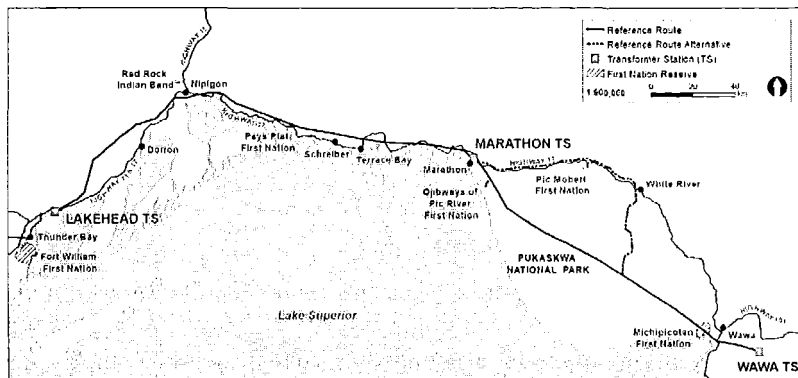 Reference Route
Reference Route Alternative
Transformer Station (TS)
First Nation Reserve
0 20 40
km
HIGHWAY 11
Red Rock
Indian Band
Nipigon
Dorion
LAKEHEAD TS
Thunder Bay
Fort William
First Nation
Pays Plat
First Nation
Schreiber
Terrace Bay
MARATHON TS
Marathon
Ojibways of
Pic River
First Nation
Pic Mobert
First Nation
White River
PUKASKWA
NATIONAL PARK
Lake Superior
Michipicoten
First Nation
Wawa
WAWA TS